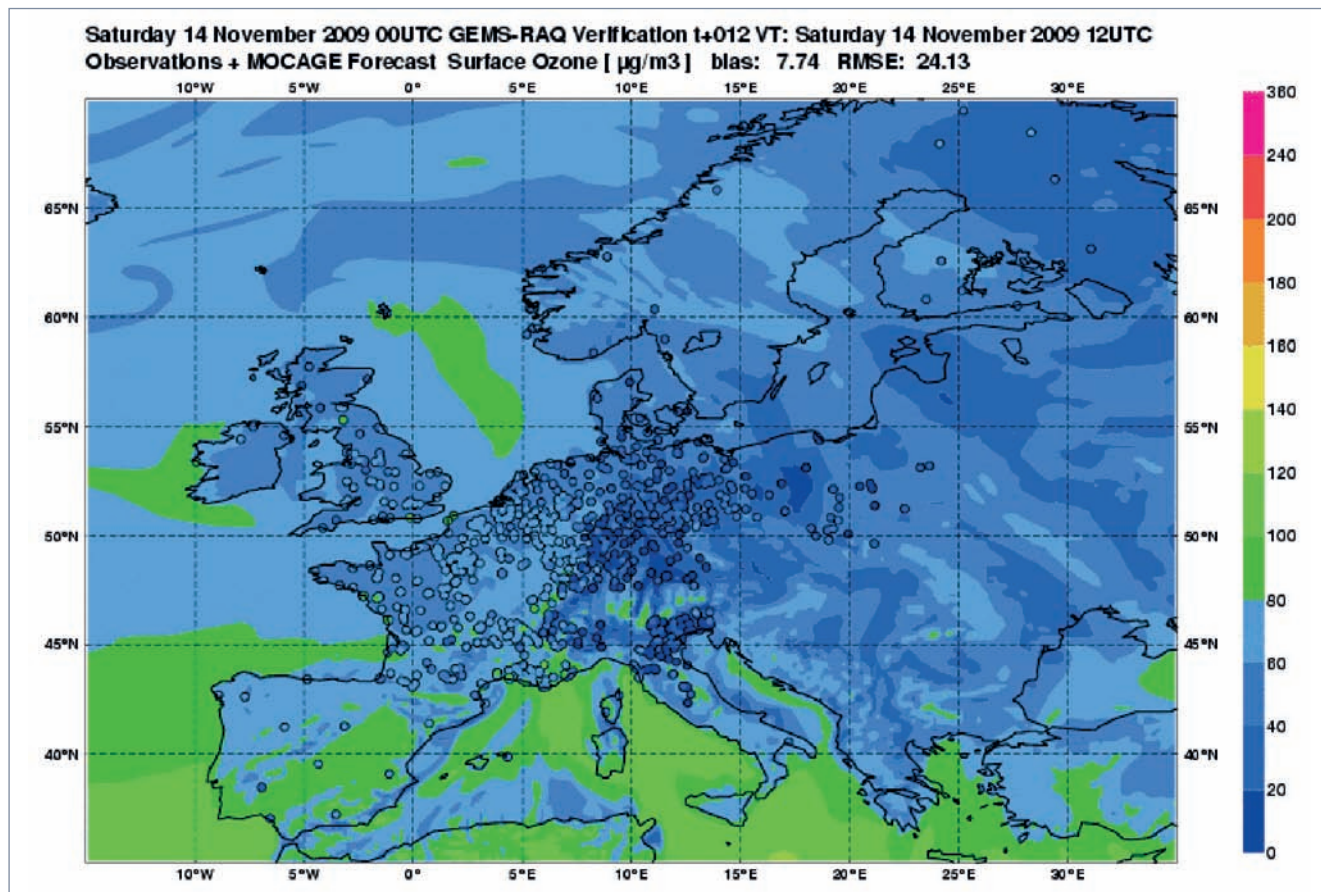 Saturday 14 November 2009 00UTC GEMS-RAQ Verification t+012 VT: Saturday 14 November 2009 12UTC
Observations + MOCAGE Forecast Surface Ozone [ µg/m3 ] bias: 7.74 RMSE: 24.13
10°W 5°W 0° 5°E 10°E 15°E 20°E 25°E 30°E
380
240
65°N 65°N
200
180
60°N 60°N
160
140
55°N 55°N
120
100
50°N 50°N
80
45°N 45°N
60
40
40°N 40°N
20
0
10°W 5°W 0° 5°E 10°E 15°E 20°E 25°E 30°E